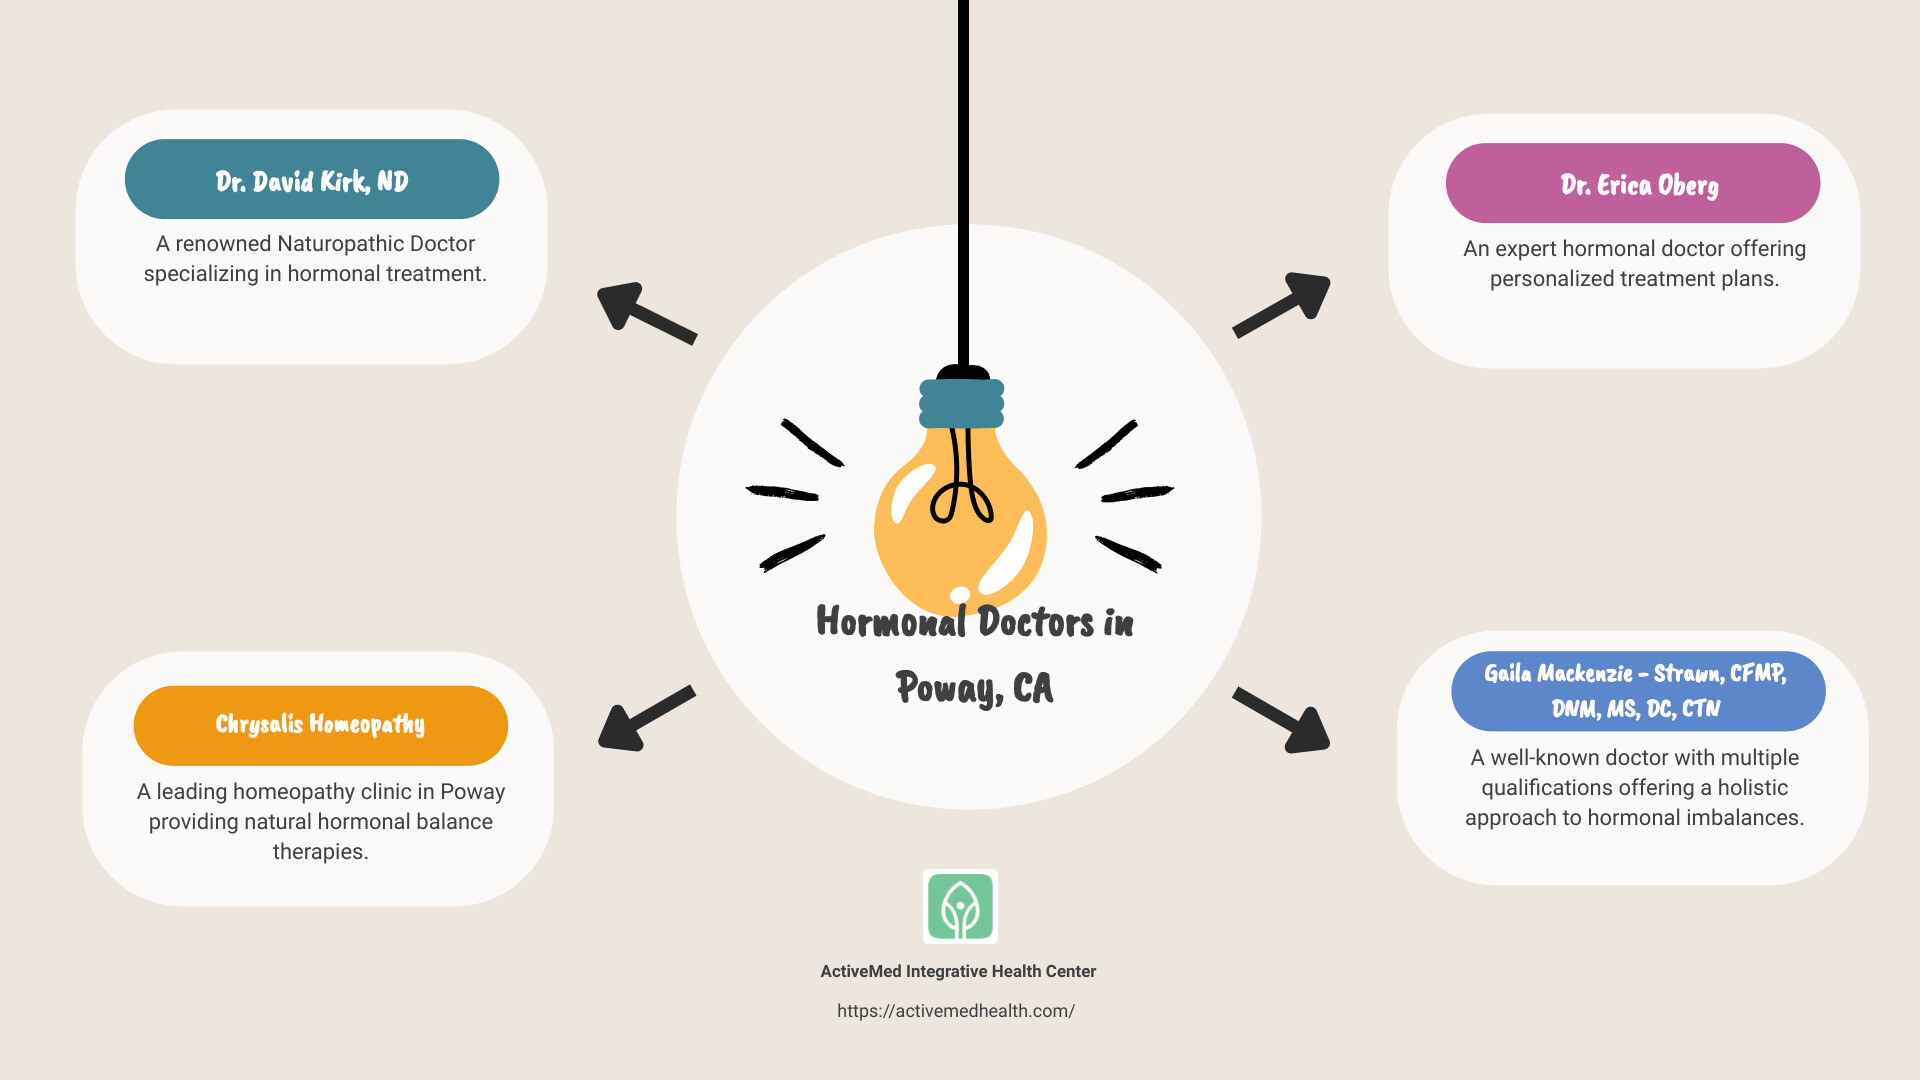 Dr. David Kirk, ND
A renowned Naturopathic Doctor
specializing in hormonal treatment.
Dr. Erica Oberg
An expert hormonal doctor offering
personalized treatment plans.
Hormonal Doctors in
Poway, CA
Chrysalis Homeopathy
A leading homeopathy clinic in Poway
providing natural hormonal balance
therapies.
Gaila Mackenzie - Strawn, CFMP,
DNM, MS, DC, CTN
A well-known doctor with multiple
qualifications offering a holistic
approach to hormonal imbalances.
ActiveMed Integrative Health Center
https://activemedhealth.com/